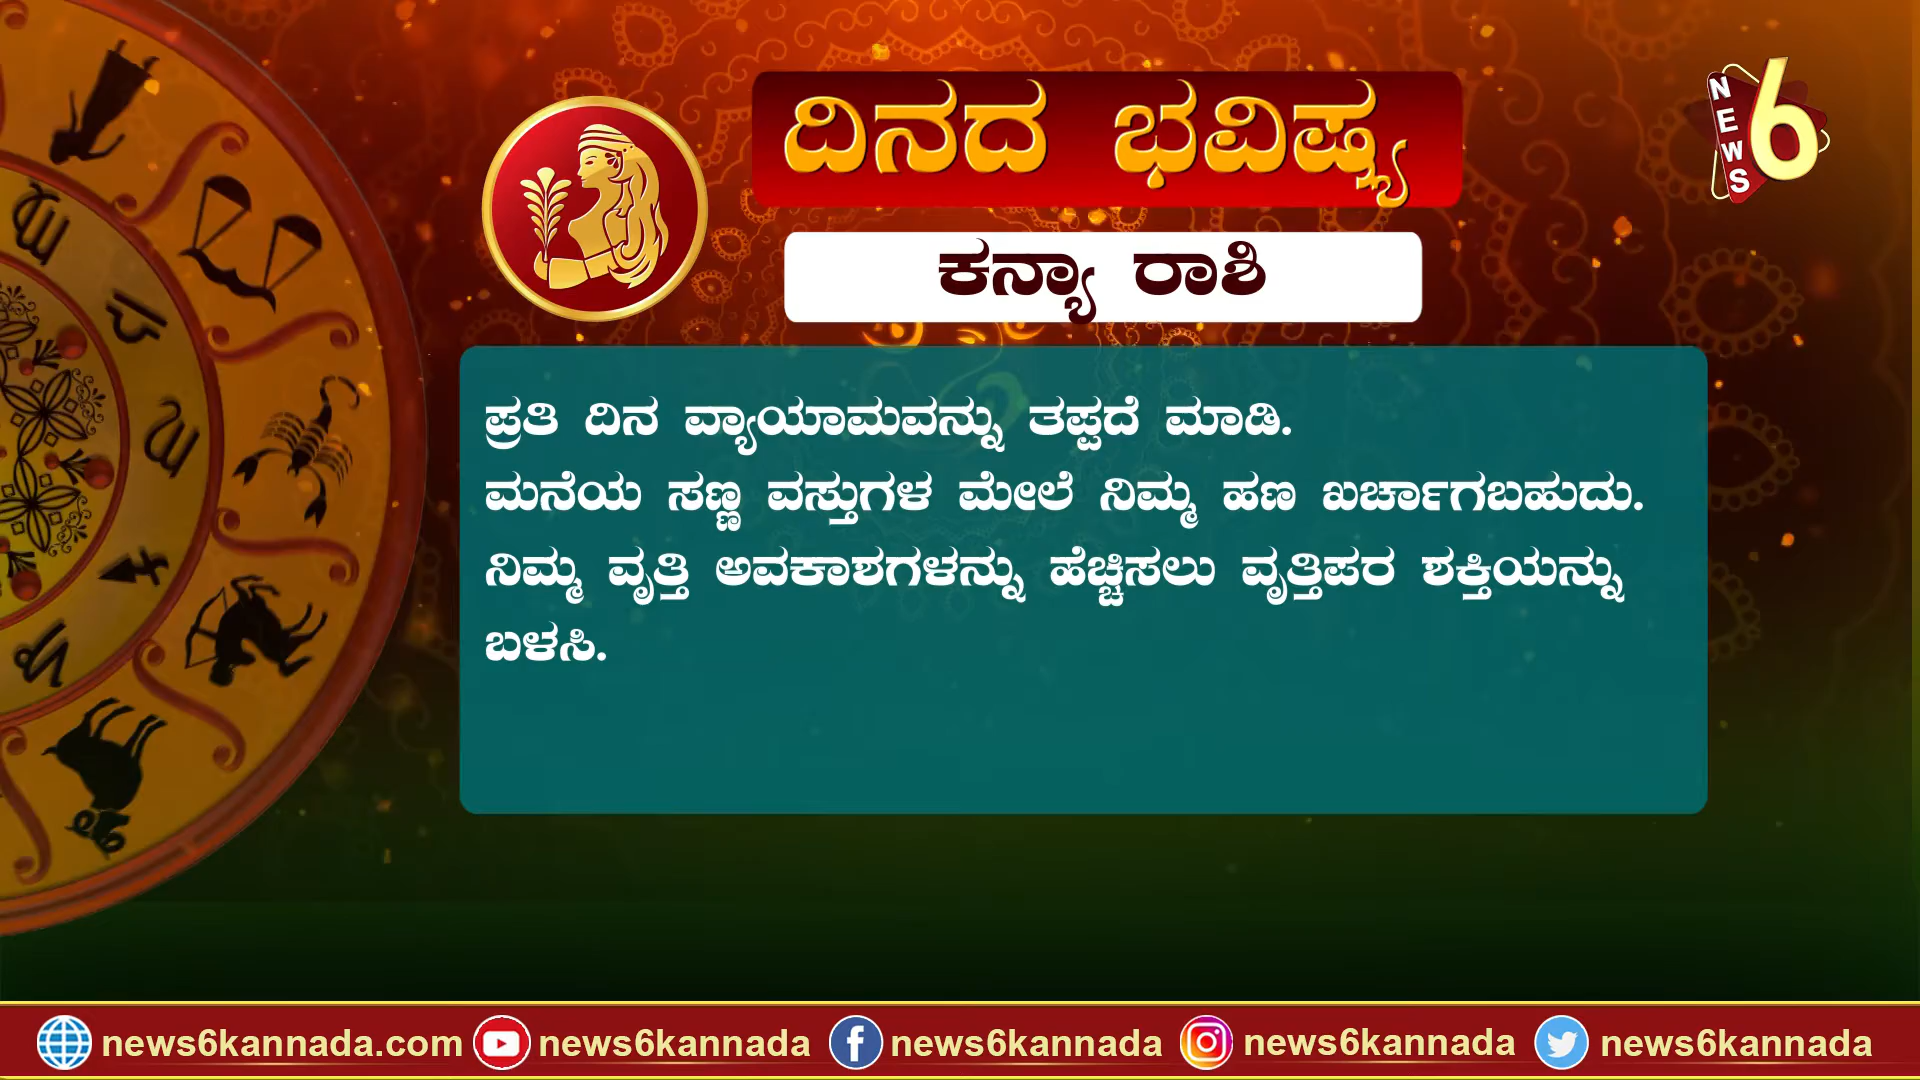 ದಿನದ ಭವಿಷ್ಯ
NEWS 6
ಕನ್ಯಾ ರಾಶಿ
ಪ್ರತಿ ದಿನ ವ್ಯಾಯಾಮವನ್ನು ತಪ್ಪದೆ ಮಾಡಿ.
ಮನೆಯ ಸಣ್ಣ ವಸ್ತುಗಳ ಮೇಲೆ ನಿಮ್ಮ ಹಣ ಖರ್ಚಾಗಬಹುದು.
ನಿಮ್ಮ ವೃತ್ತಿ ಅವಕಾಶಗಳನ್ನು ಹೆಚ್ಚಿಸಲು ವೃತ್ತಿಪರ ಶಕ್ತಿಯನ್ನು
ಬಳಸಿ.
news6kannada.com news6kannada news6kannada news6kannada news6kannada